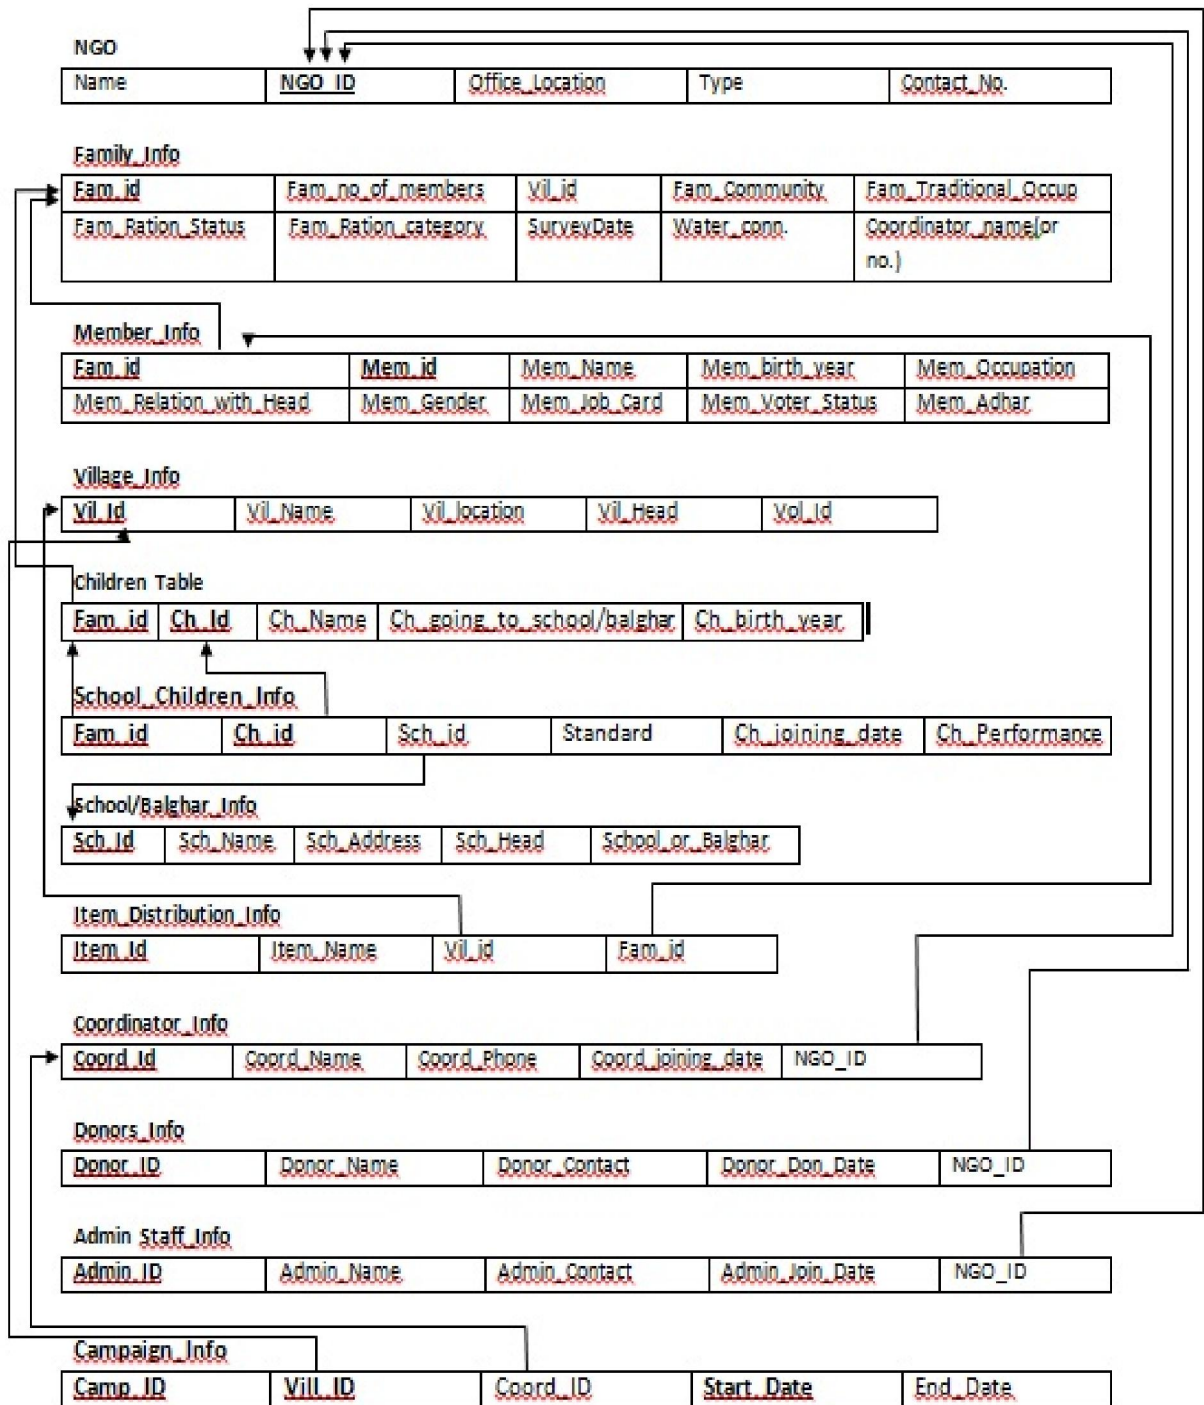 NGO
Name NGO_ID Office_Location Type Contact_No.
Family_Info
Fam_id Fam_no_of_members Vil_id Fam_Community Fam_Traditional_Occup
Fam_Ration_Status Fam_Ration_category SurveyDate Water_conn. Coordinator_name(or
no.)
Member_Info
Fam_id Mem_id Mem_Name Mem_birth_year Mem_Occupation
Mem_Relation_with_Head Mem_Gender Mem_Job_Card Mem_Voter_Status Mem_Adhar
Village_Info
Vil_Id Vil_Name Vil_location Vil_Head Vol_Id
Children Table
Fam_id Ch_Id Ch_Name Ch_going_to_school/balghar Ch_birth_year
School_Children_Info
Fam_id Ch_id Sch_id Standard Ch_joining_date Ch_Performance
School/Balghar_Info
Sch_Id Sch_Name Sch_Address Sch_Head School_or_Balghar
Item_Distribution_Info
Item_Id Item_Name Vil_id Fam_id
Coordinator_Info
Coord_Id Coord_Name Coord_Phone Coord_joining_date NGO_ID
Donors_Info
Donor_ID Donor_Name Donor_Contact Donor_Don_Date NGO_ID
Admin Staff_Info
Admin_ID Admin_Name Admin_Contact Admin_Join_Date NGO_ID
Campaign_Info
Camp_ID Vill_ID Coord_ID Start_Date End_Date